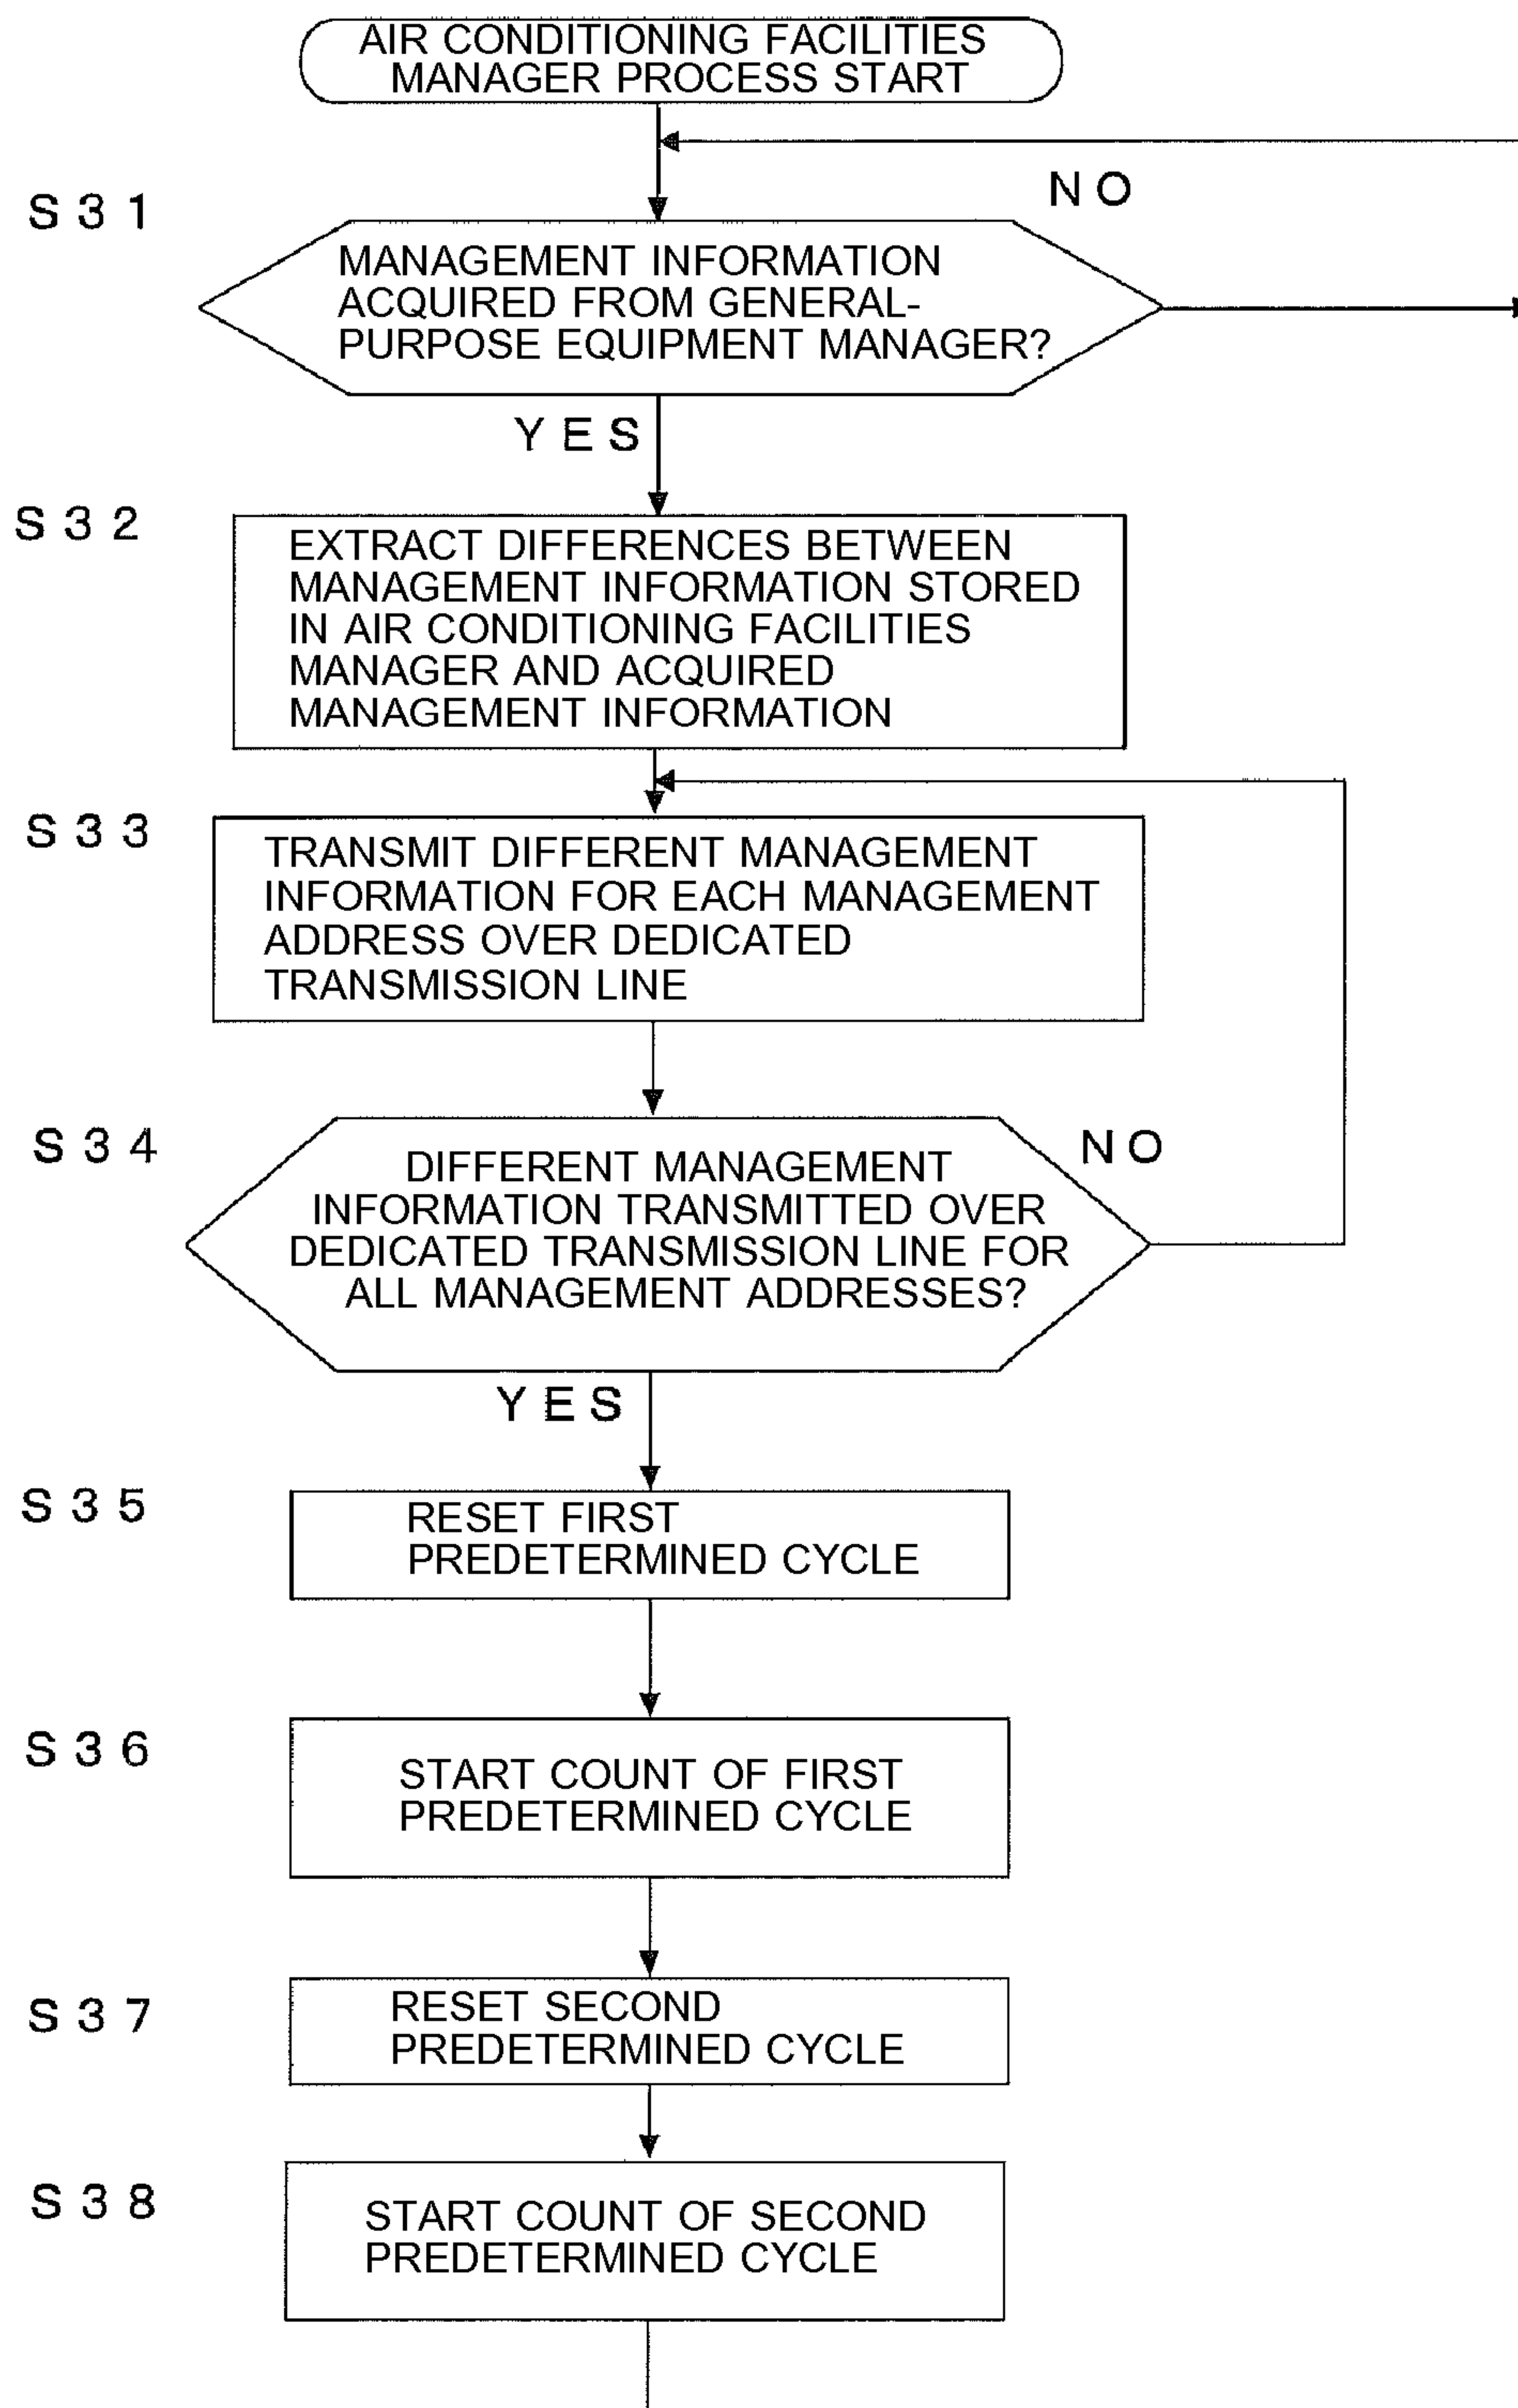 AIR CONDITIONING FACILITIES
MANAGER PROCESS START
NO
S31
MANAGEMENT INFORMATION
ACQUIRED FROM GENERAL-
PURPOSE EQUIPMENT MANAGER?
YES
S32
EXTRACT DIFFERENCES BETWEEN
MANAGEMENT INFORMATION STORED
IN AIR CONDITIONING FACILITIES
MANAGER AND ACQUIRED
MANAGEMENT INFORMATION
S33
TRANSMIT DIFFERENT MANAGEMENT
INFORMATION FOR EACH MANAGEMENT
ADDRESS OVER DEDICATED
TRANSMISSION LINE
S34
NO
DIFFERENT MANAGEMENT
INFORMATION TRANSMITTED OVER
DEDICATED TRANSMISSION LINE FOR
ALL MANAGEMENT ADDRESSES?
YES
S35
RESET FIRST
PREDETERMINED CYCLE
S36
START COUNT OF FIRST
PREDETERMINED CYCLE
S37
RESET SECOND
PREDETERMINED CYCLE
S38
START COUNT OF SECOND
PREDETERMINED CYCLE